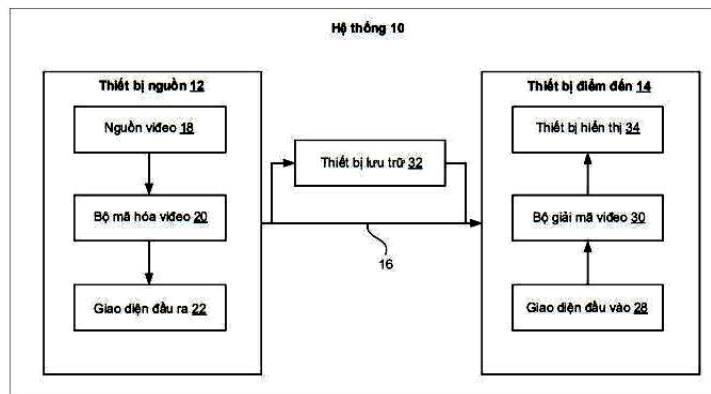 Hệ thống 10
Thiết bị nguồn 12
Nguồn video 18
Bộ mã hóa video 20
Giao diện đầu ra 22
Thiết bị lưu trữ 32
16
Thiết bị điểm đến 14
Thiết bị hiển thị 34
Bộ giải mã video 30
Giao diện đầu vào 28